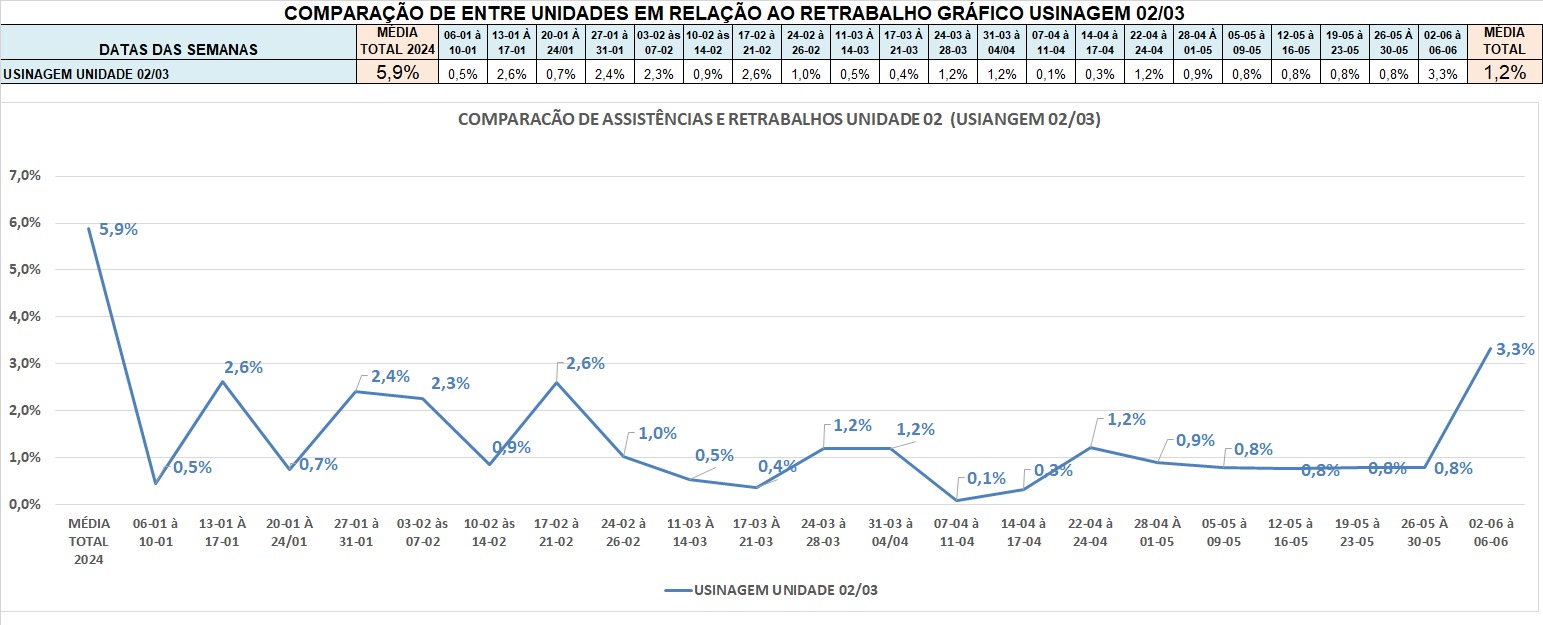 COMPARAÇÃO DE ENTRE UNIDADES EM RELAÇÃO AO RETRABALHO GRÁFICO USINAGEM 02/03
DATAS DAS SEMANAS
MÉDIA TOTAL 2024
06-01 à 10-01
13-01 À 17-01
20-01 À 24/01
27-01 à 31-01
03-02 às 07-02
10-02 às 14-02
17-02 à 21-02
24-02 à 26-02
11-03 À 14-03
17-03 À 21-03
24-03 à 28-03
31-03 à 04/04
07-04 à 11-04
14-04 à 17-04
22-04 à 24-04
28-04 À 01-05
05-05 à 09-05
12-05 à 16-05
19-05 à 23-05
26-05 À 30-05
02-06 à 06-06
MÉDIA TOTAL
USINAGEM UNIDADE 02/03 5,9% 0,5% 2,6% 0,7% 2,4% 2,3% 0,9% 2,6% 1,0% 0,5% 0,4% 1,2% 1,2% 0,1% 0,3% 1,2% 0,9% 0,8% 0,8% 0,8% 0,8% 3,3% 1,2%
COMPARACÃO DE ASSISTÊNCIAS E RETRABALHOS UNIDADE 02 (USIANGEM 02/03)
7,0%
6,0%
5,0%
4,0%
3,0%
2,0%
1,0%
0,0%
5,9%
0,5%
2,6%
0,7%
2,4%
2,3%
0,9%
2,6%
1,0%
0,5%
0,4%
1,2%
1,2%
0,1%
0,3%
1,2%
0,9%
0,8%
0,8%
0,8%
0,8%
3,3%
MÉDIA TOTAL 2024
06-01 à 10-01
13-01 À 17-01
20-01 À 24/01
27-01 à 31-01
03-02 às 07-02
10-02 às 14-02
17-02 à 21-02
24-02 à 26-02
11-03 À 14-03
17-03 À 21-03
24-03 à 28-03
31-03 à 04/04
07-04 à 11-04
14-04 à 17-04
22-04 à 24-04
28-04 À 01-05
05-05 à 09-05
12-05 à 16-05
19-05 à 23-05
26-05 À 30-05
02-06 à 06-06
USINAGEM UNIDADE 02/03